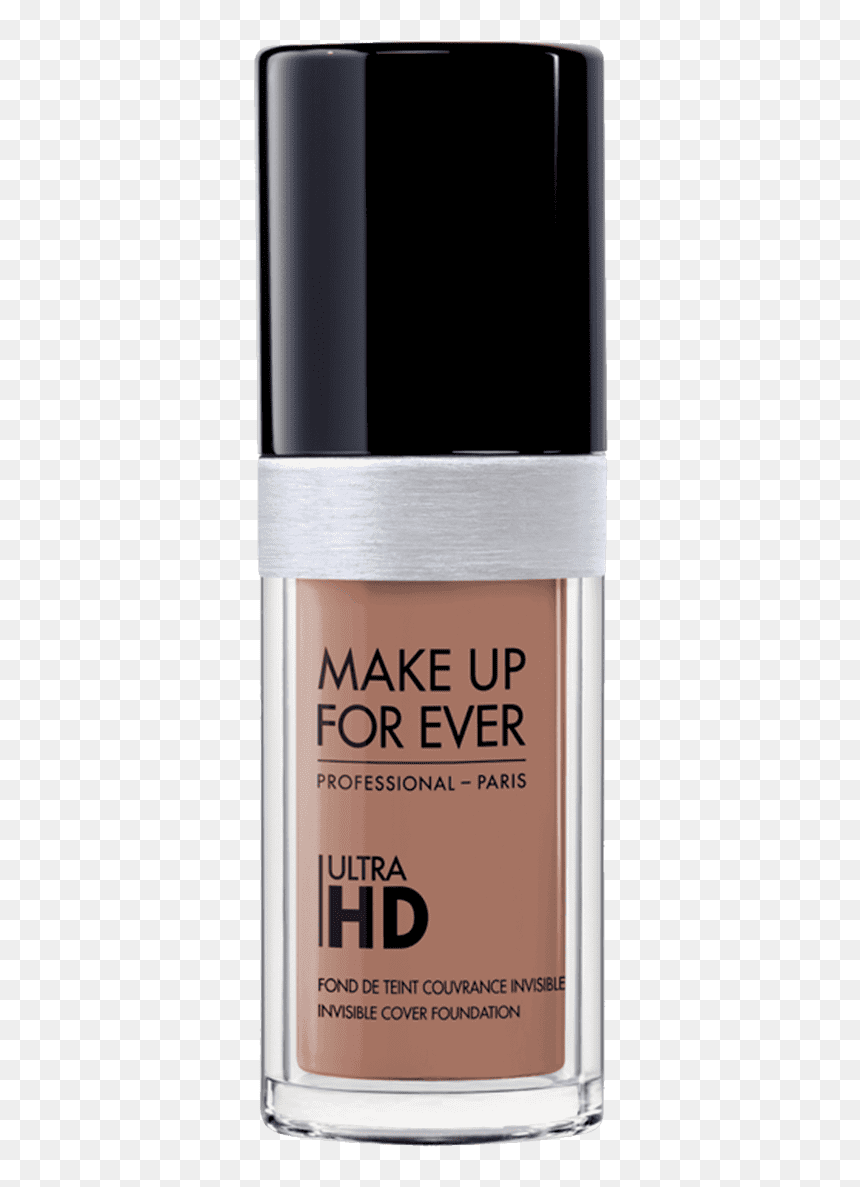 MAKE UP
FOR EVER
PROFESSIONAL – PARIS
ULTRA
HD
FOND DE TEINT COUVRANCE INVISIBLE
INVISIBLE COVER FOUNDATION